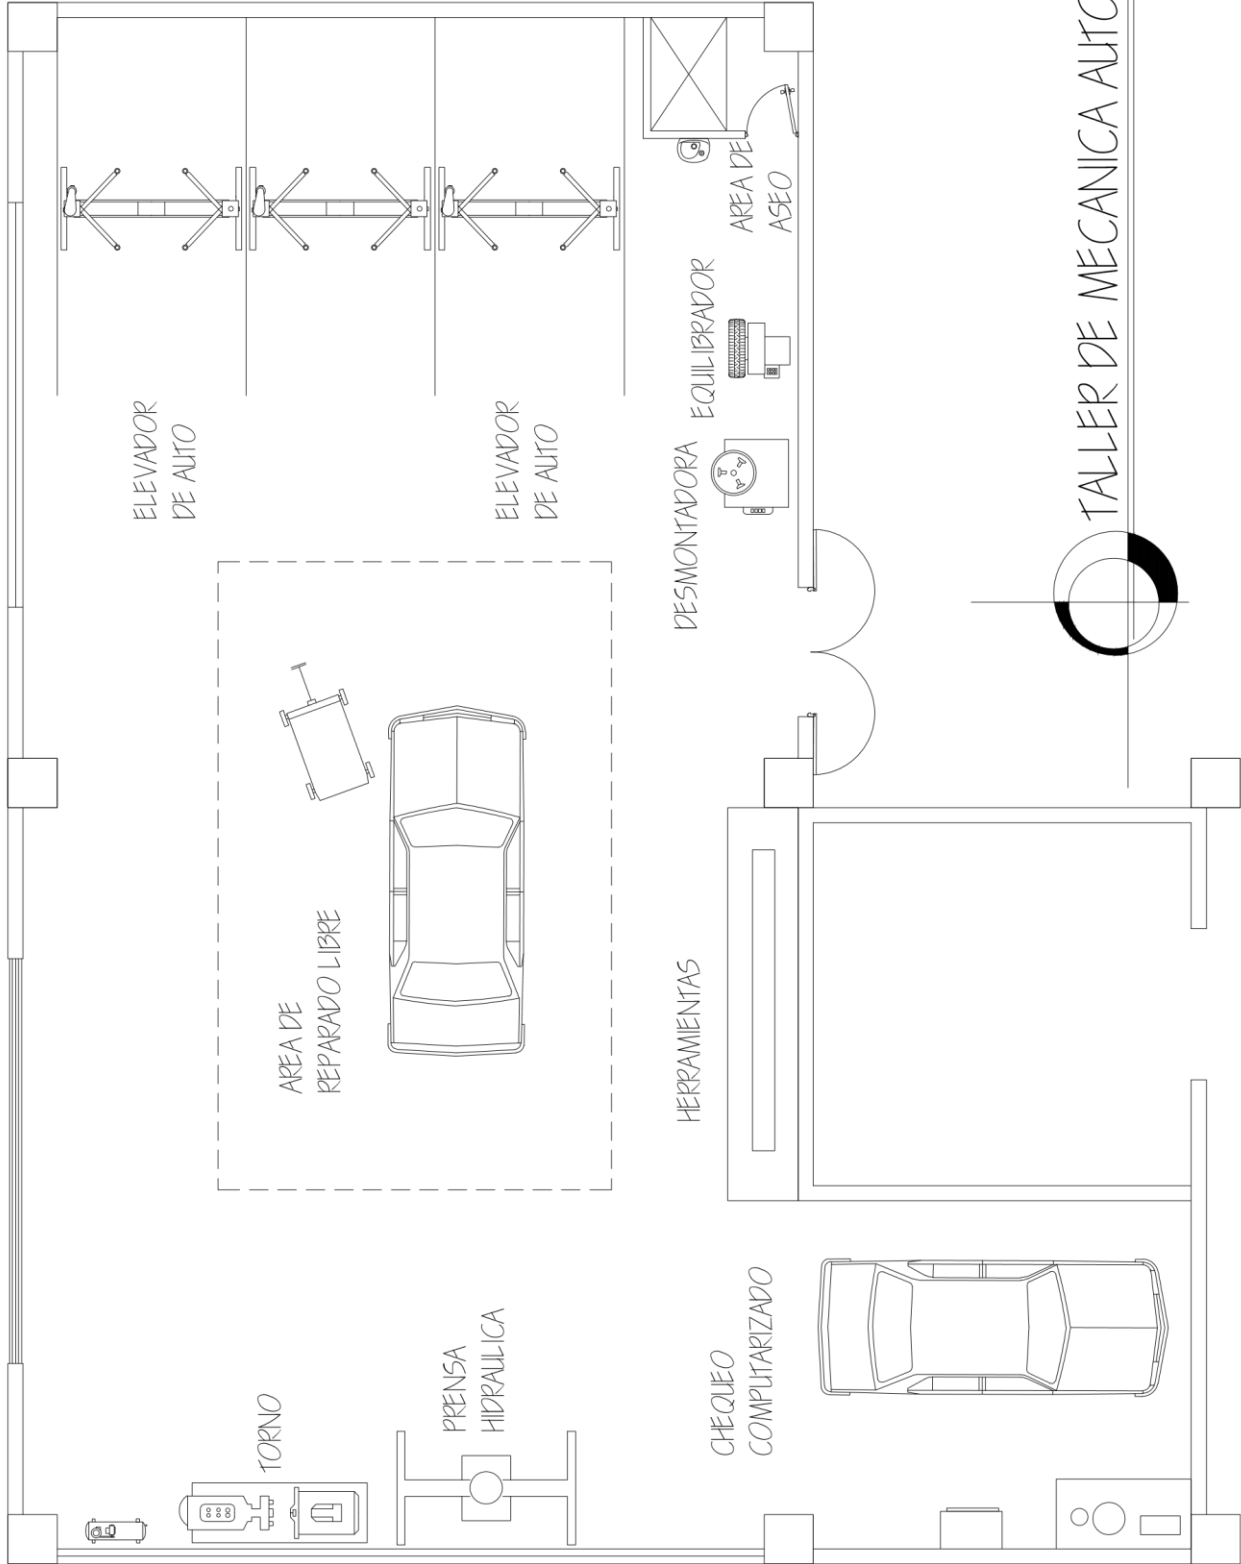 ELEVADOR
DE AUTO
ELEVADOR
DE AUTO
AREA DE
ASEO
EQUILIBRADOR
DESMONTADORA
AREA DE
REPARADO LIBRE
HERRAMIENTAS
TORNO
PRENSA
HIDRAULICA
CHEQUEO
COMPUTARIZADO
TALLER DE MECANICA AUTO